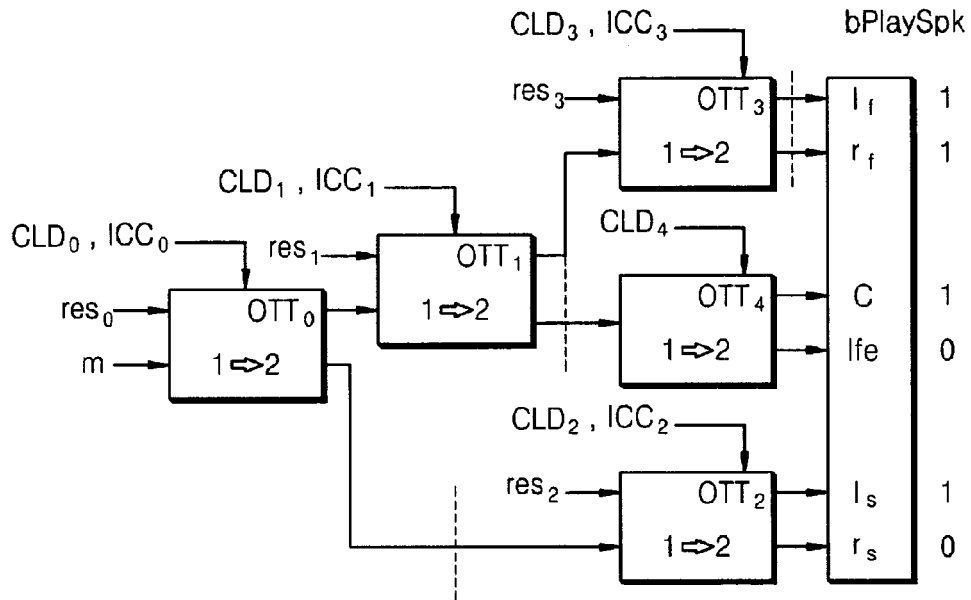 CLD₃ , ICC₃
bPlaySpk
res₃
OTT₃
1⇨2
l_f 1
r_f 1
CLD₁ , ICC₁
CLD₄
CLD₀ , ICC₀
res₁
OTT₁
1⇨2
OTT₄
1⇨2
C 1
lfe 0
res₀
m
OTT₀
1⇨2
CLD₂ , ICC₂
res₂
OTT₂
1⇨2
lₛ 1
rₛ 0